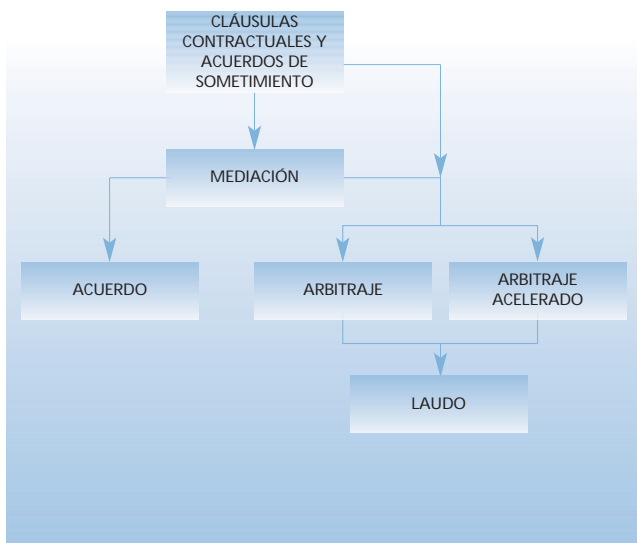 CLÁUSULAS
CONTRACTUALES Y
ACUERDOS DE
SOMETIMIENTO
MEDIACIÓN
ACUERDO
ARBITRAJE
ARBITRAJE
ACELERADO
LAUDO